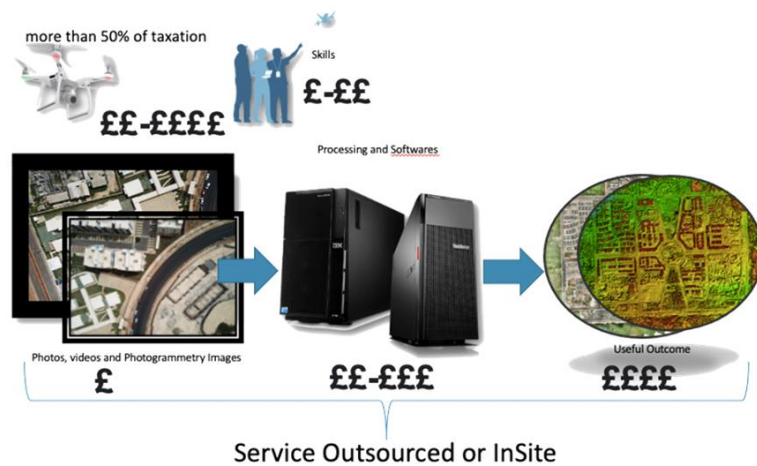 more than 50% of taxation
Skills
££-££££
£-££
Processing and Softwares
IBM
Photos, videos and Photogrammetry Images
Useful Outcome
£
££-£££
££££
Service Outsourced or InSite